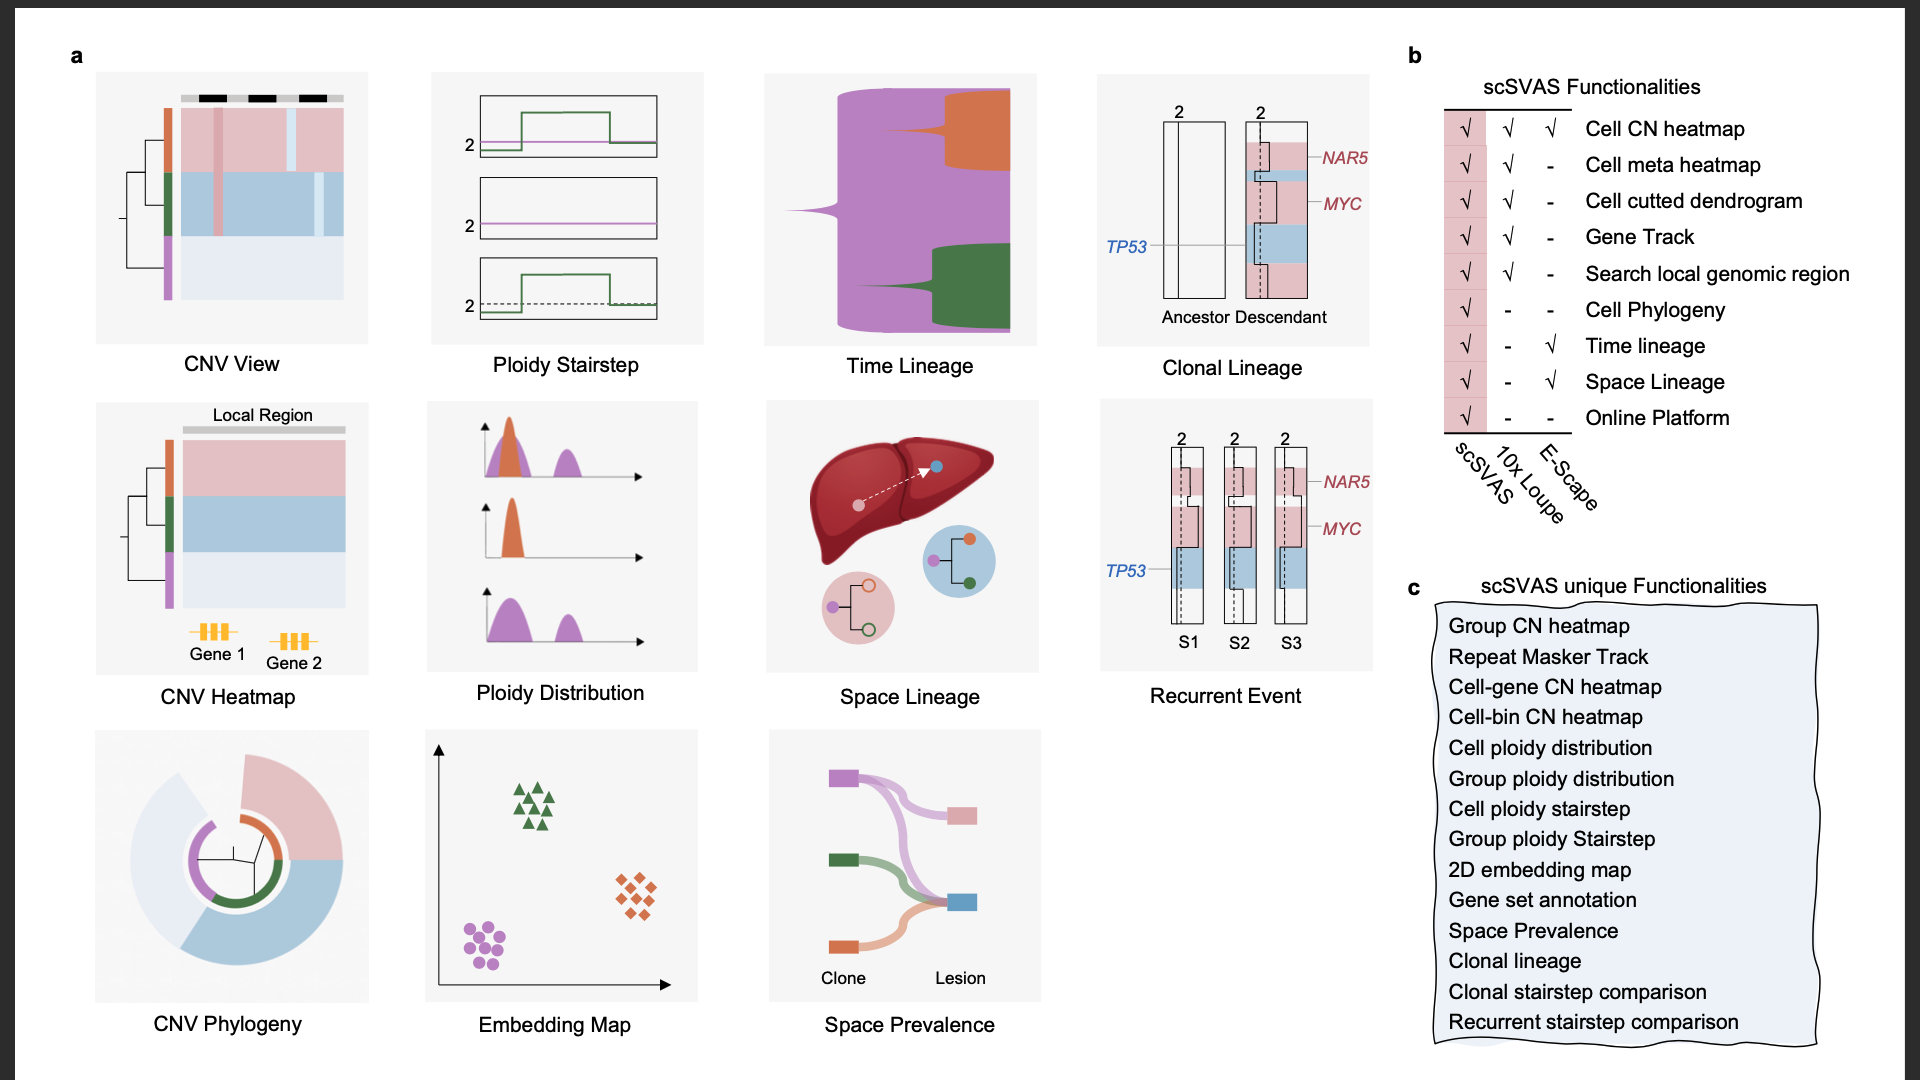 a
CNV View
2
2
2
Ploidy Stairstep
Time Lineage
2 2
NAR5
MYC
TP53
Ancestor Descendant
Clonal Lineage
Local Region
Gene 1
Gene 2
CNV Heatmap
Ploidy Distribution
Space Lineage
2 2 2
NAR5
MYC
TP53
S1 S2 S3
Recurrent Event
CNV Phylogeny
Embedding Map
Clone Lesion
Space Prevalence
b
scSVAS Functionalities
√ √ √ Cell CN heatmap
√ √ - Cell meta heatmap
√ √ - Cell cutted dendrogram
√ √ - Gene Track
√ √ - Search local genomic region
√ - - Cell Phylogeny
√ - √ Time lineage
√ - √ Space Lineage
√ - - Online Platform
scSVAS
10x Loupe
E-Scape
c
scSVAS unique Functionalities
Group CN heatmap
Repeat Masker Track
Cell-gene CN heatmap
Cell-bin CN heatmap
Cell ploidy distribution
Group ploidy distribution
Cell ploidy stairstep
Group ploidy Stairstep
2D embedding map
Gene set annotation
Space Prevalence
Clonal lineage
Clonal stairstep comparison
Recurrent stairstep comparison